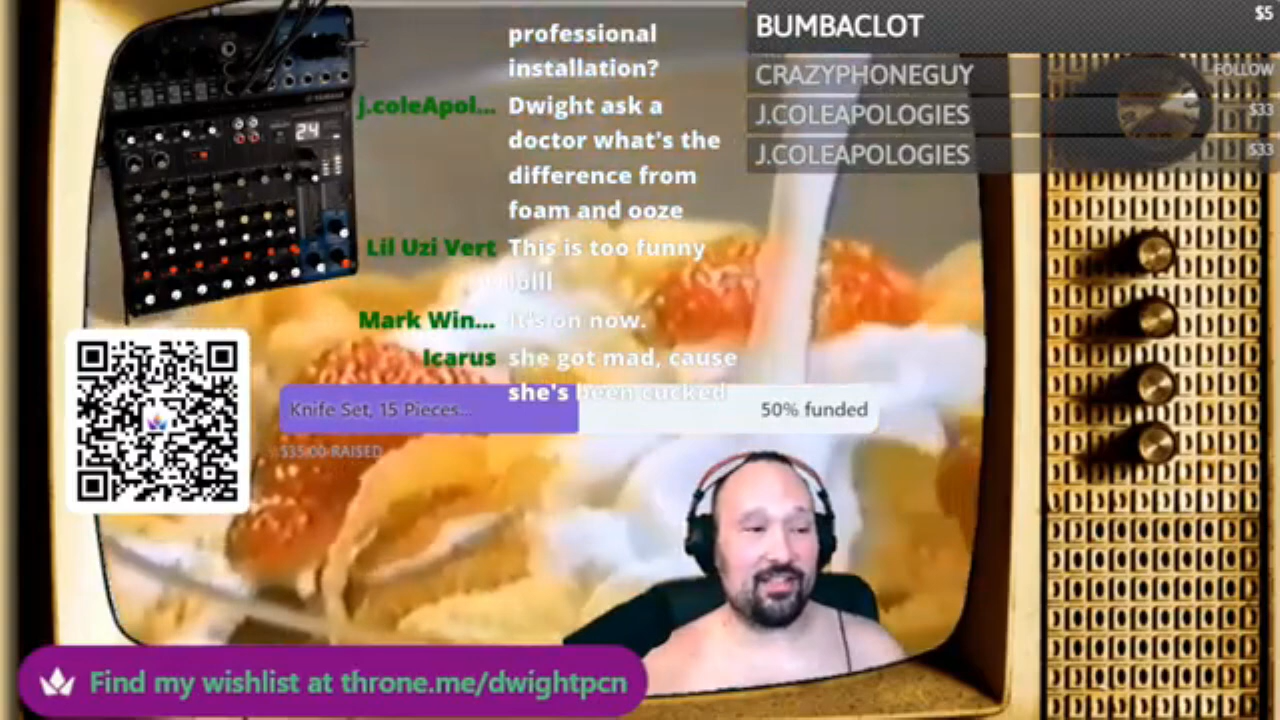 professional
installation?
j.coleApol... Dwight ask a
doctor what's the
difference from
foam and ooze
Lil Uzi Vert This is too funny
lolll
Mark Win... It's on now.
Icarus she got mad, cause
she's been cucked
BUMBACLOT $5
CRAZYPHONEGUY FOLLOW
J.COLEAPOLOGIES $33
J.COLEAPOLOGIES $33
YAMAHA
24
Knife Set, 15 Pieces... 50% funded
$35.00 RAISED
Find my wishlist at throne.me/dwightpcn